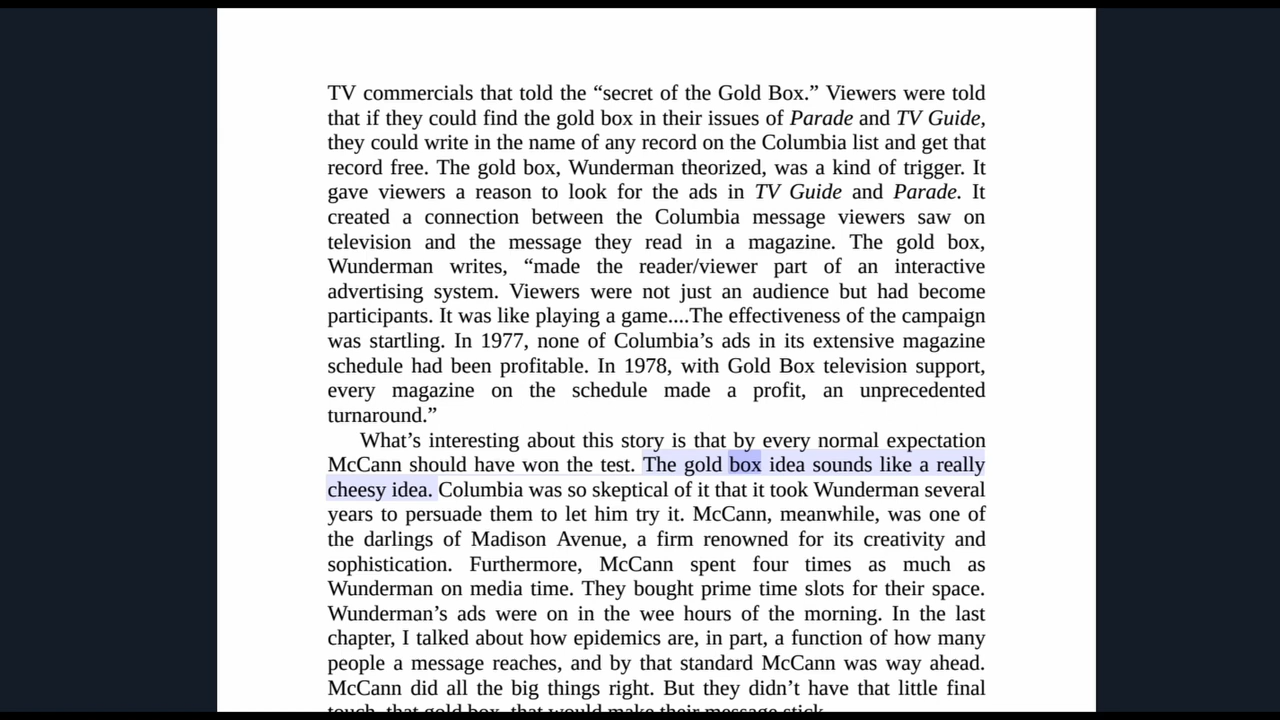 TV commercials that told the “secret of the Gold Box.” Viewers were told
that if they could find the gold box in their issues of Parade and TV Guide,
they could write in the name of any record on the Columbia list and get that
record free. The gold box, Wunderman theorized, was a kind of trigger. It
gave viewers a reason to look for the ads in TV Guide and Parade. It
created a connection between the Columbia message viewers saw on
television and the message they read in a magazine. The gold box,
Wunderman writes, “made the reader/viewer part of an interactive
advertising system. Viewers were not just an audience but had become
participants. It was like playing a game....The effectiveness of the campaign
was startling. In 1977, none of Columbia’s ads in its extensive magazine
schedule had been profitable. In 1978, with Gold Box television support,
every magazine on the schedule made a profit, an unprecedented
turnaround.”
What’s interesting about this story is that by every normal expectation
McCann should have won the test. The gold box idea sounds like a really
cheesy idea. Columbia was so skeptical of it that it took Wunderman several
years to persuade them to let him try it. McCann, meanwhile, was one of
the darlings of Madison Avenue, a firm renowned for its creativity and
sophistication. Furthermore, McCann spent four times as much as
Wunderman on media time. They bought prime time slots for their space.
Wunderman’s ads were on in the wee hours of the morning. In the last
chapter, I talked about how epidemics are, in part, a function of how many
people a message reaches, and by that standard McCann was way ahead.
McCann did all the big things right. But they didn’t have that little final
touch, that gold box, that would make their message stick.